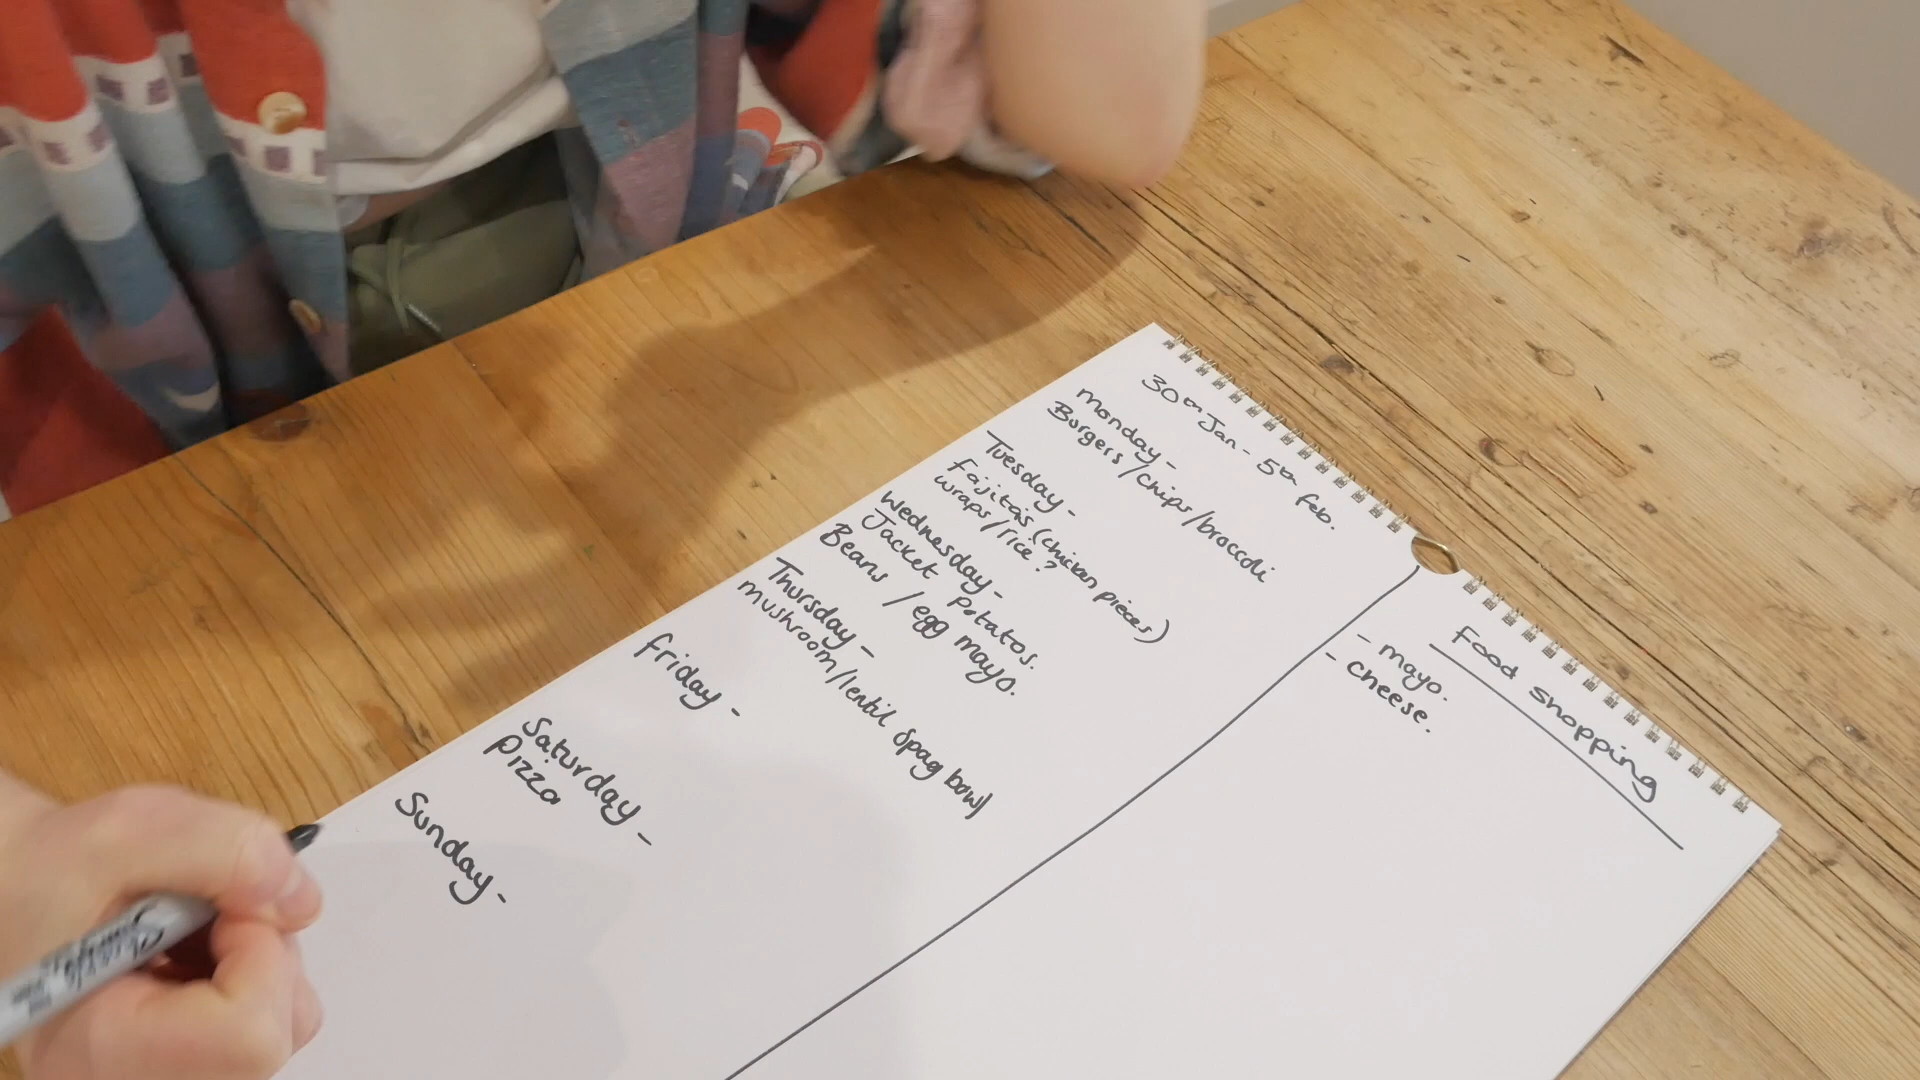 30th Jan - 5th Feb.
Monday -
Burgers/chips/broccoli
Tuesday -
Fajitas (chicken pieces)
wraps/rice?
Wednesday -
Jacket Potatos.
Beans / egg mayo.
Thursday -
mushroom/lentil spag bowl
friday -
Saturday -
Pizza
Sunday -
Food shopping
- mayo.
- cheese.
Sharpie